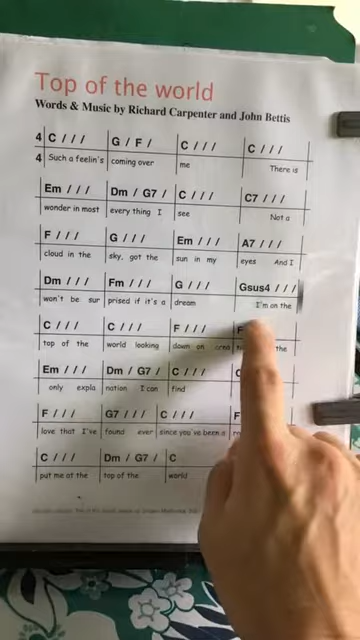 Top of the world
Words & Music by Richard Carpenter and John Bettis
4 C / / / G / F / C / / / C / / /
4 Such a feelin's coming over me There is
Em / / / Dm / G7 / C / / / C7 / / /
wonder in most every thing I see Not a
F / / / G / / / Em / / / A7 / / /
cloud in the sky, got the sun in my eyes And I
Dm / / / Fm / / / G / / / Gsus4 / / /
won't be sur prised if it's a dream I'm on the
C / / / C / / / F / / / F
top of the world looking down on the
Em / / / Dm / G7 / C / / /
only expla nation I can find
F / / / G7 / / / C / / / F
love that I've found ever since you've been a
C / / / Dm / G7 / C
put me at the top of the world